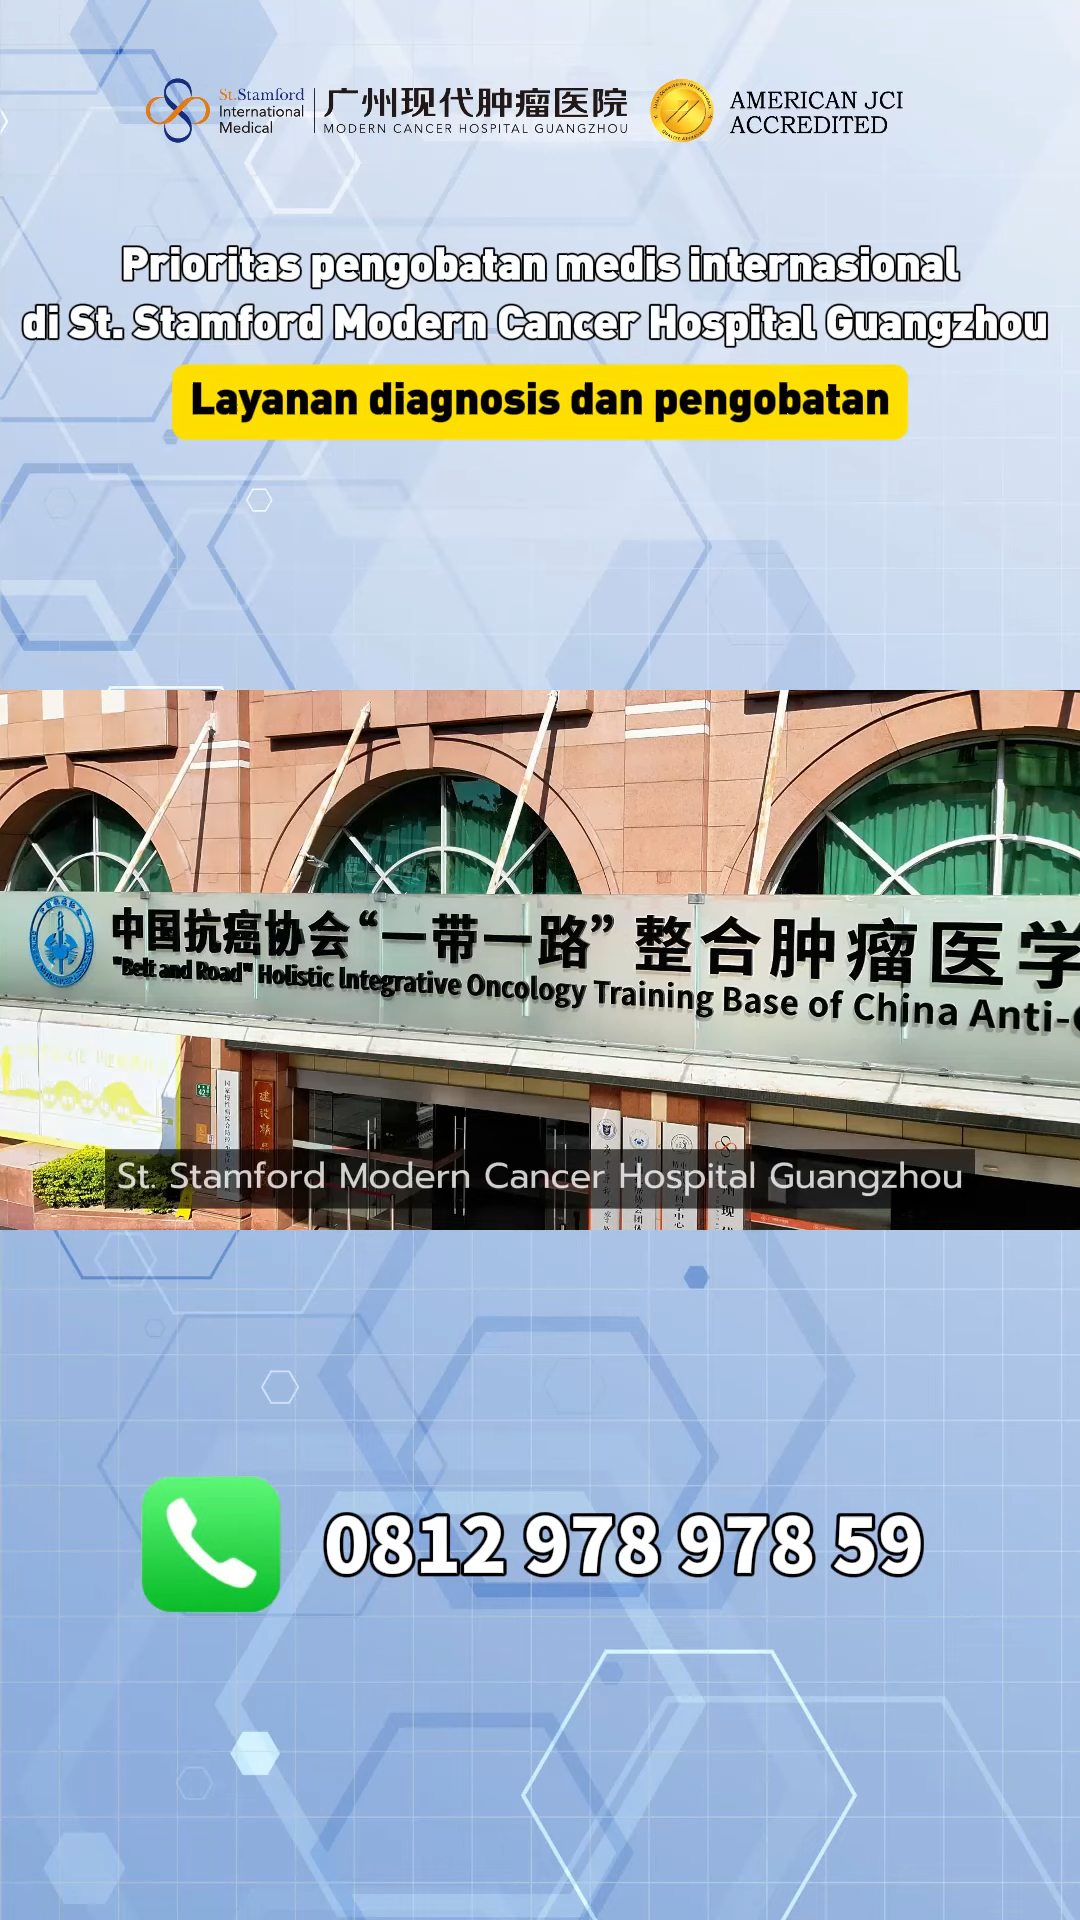 St.Stamford
International
Medical
广州现代肿瘤医院
MODERN CANCER HOSPITAL GUANGZHOU
AMERICAN JCI
ACCREDITED
Prioritas pengobatan medis internasional
di St. Stamford Modern Cancer Hospital Guangzhou
Layanan diagnosis dan pengobatan
中国抗癌协会“一带一路”整合肿瘤医学
"Belt and Road" Holistic Integrative Oncology Training Base of China Anti-
St. Stamford Modern Cancer Hospital Guangzhou
0812 978 978 59